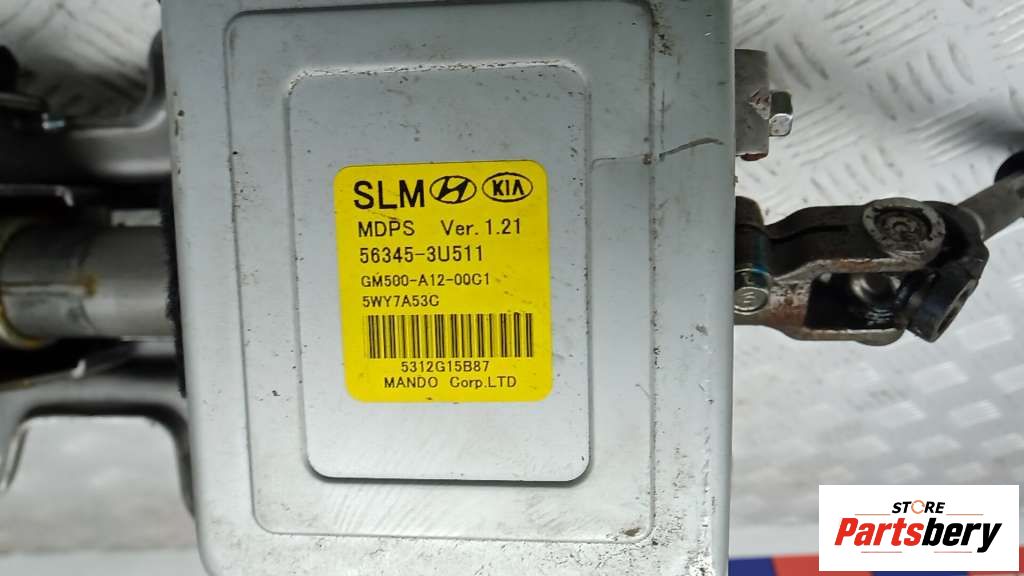 SLM KIA
MDPS Ver. 1.21
56345-3U511
GM500-A12-00C1
5WY7A53C
5312G15B87
MANDO Corp.LTD
STORE
Partsbery